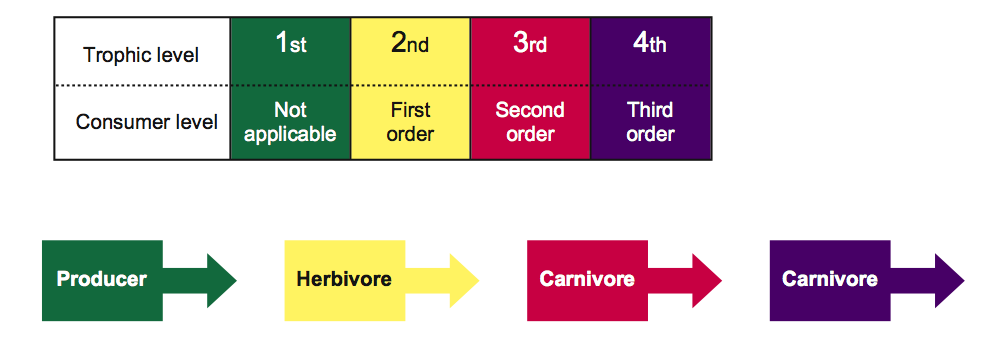 Trophic level 1st 2nd 3rd 4th
Consumer level Not applicable First order Second order Third order
Producer Herbivore Carnivore Carnivore